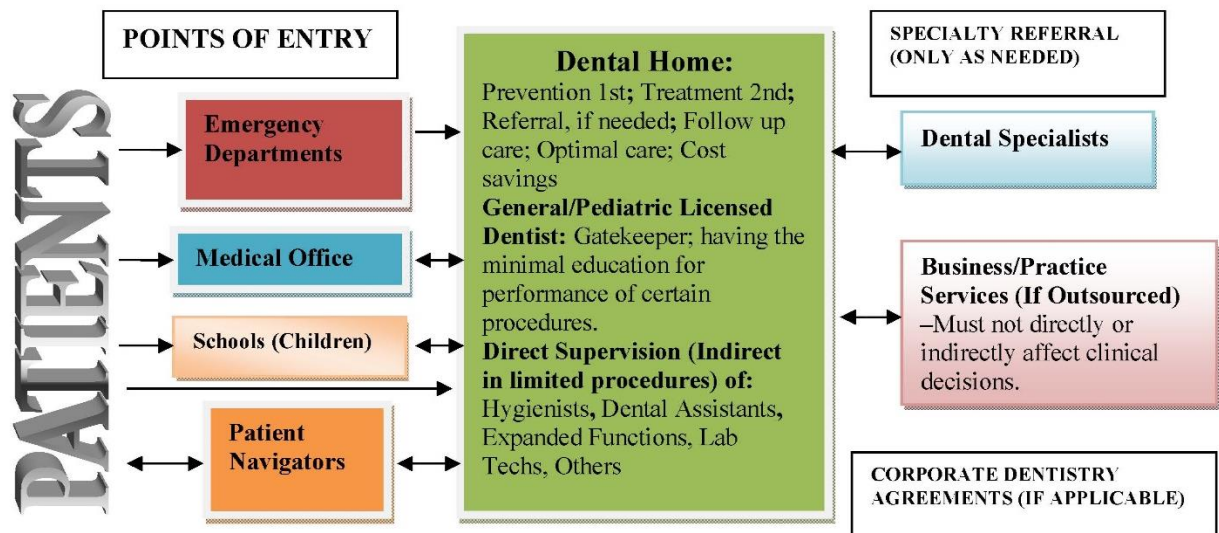 PATIENTS
POINTS OF ENTRY
Emergency
Departments
Medical Office
Schools (Children)
Patient
Navigators
Dental Home:
Prevention 1st; Treatment 2nd;
Referral, if needed; Follow up
care; Optimal care; Cost
savings
General/Pediatric Licensed
Dentist: Gatekeeper; having the
minimal education for
performance of certain
procedures.
Direct Supervision (Indirect
in limited procedures) of:
Hygienists, Dental Assistants,
Expanded Functions, Lab
Techs, Others
SPECIALTY REFERRAL
(ONLY AS NEEDED)
Dental Specialists
Business/Practice
Services (If Outsourced)
–Must not directly or
indirectly affect clinical
decisions.
CORPORATE DENTISTRY
AGREEMENTS (IF APPLICABLE)